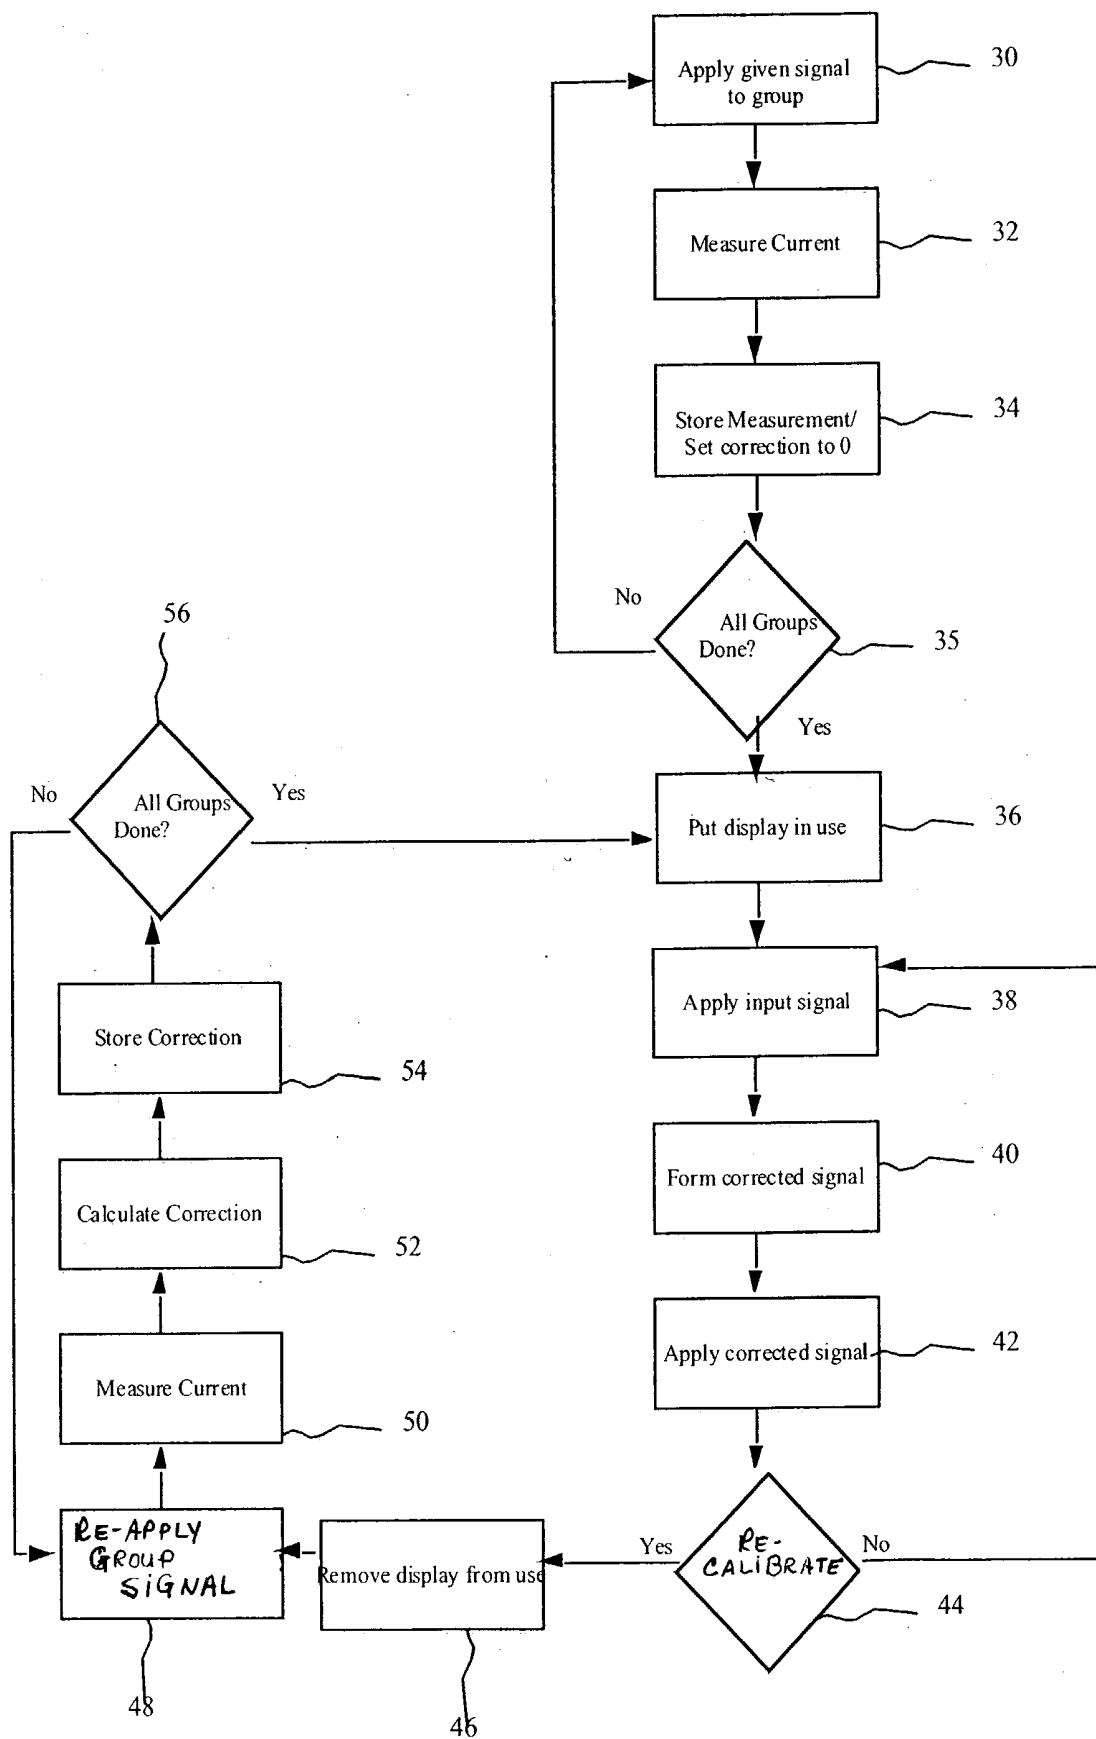 Apply given signal
to group
30
Measure Current
32
Store Measurement/
Set correction to 0
34
No
All Groups
Done?
35
Yes
56
No
All Groups
Done?
Yes
Put display in use
36
Apply input signal
38
Store Correction
54
Form corrected signal
40
Calculate Correction
52
Apply corrected signal
42
Measure Current
50
RE-APPLY
GROUP
SIGNAL
48
Remove display from use
46
Yes
RE-
CALIBRATE
No
44